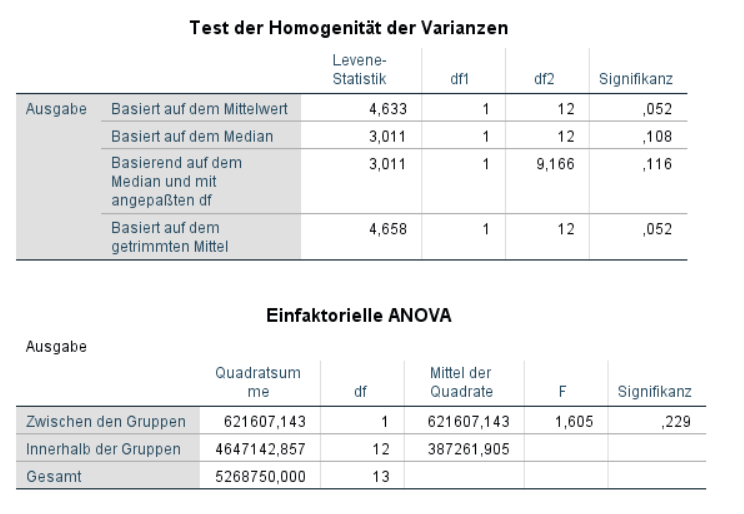 Test der Homogenität der Varianzen
Levene-
Statistik df1 df2 Signifikanz
Ausgabe Basiert auf dem Mittelwert 4,633 1 12 ,052
Basiert auf dem Median 3,011 1 12 ,108
Basierend auf dem 3,011 1 9,166 ,116
Median und mit
angepaßten df
Basiert auf dem 4,658 1 12 ,052
getrimmten Mittel
Einfaktorielle ANOVA
Ausgabe
Quadratsum Mittel der
me df Quadrate F Signifikanz
Zwischen den Gruppen 621607,143 1 621607,143 1,605 ,229
Innerhalb der Gruppen 4647142,857 12 387261,905
Gesamt 5268750,000 13